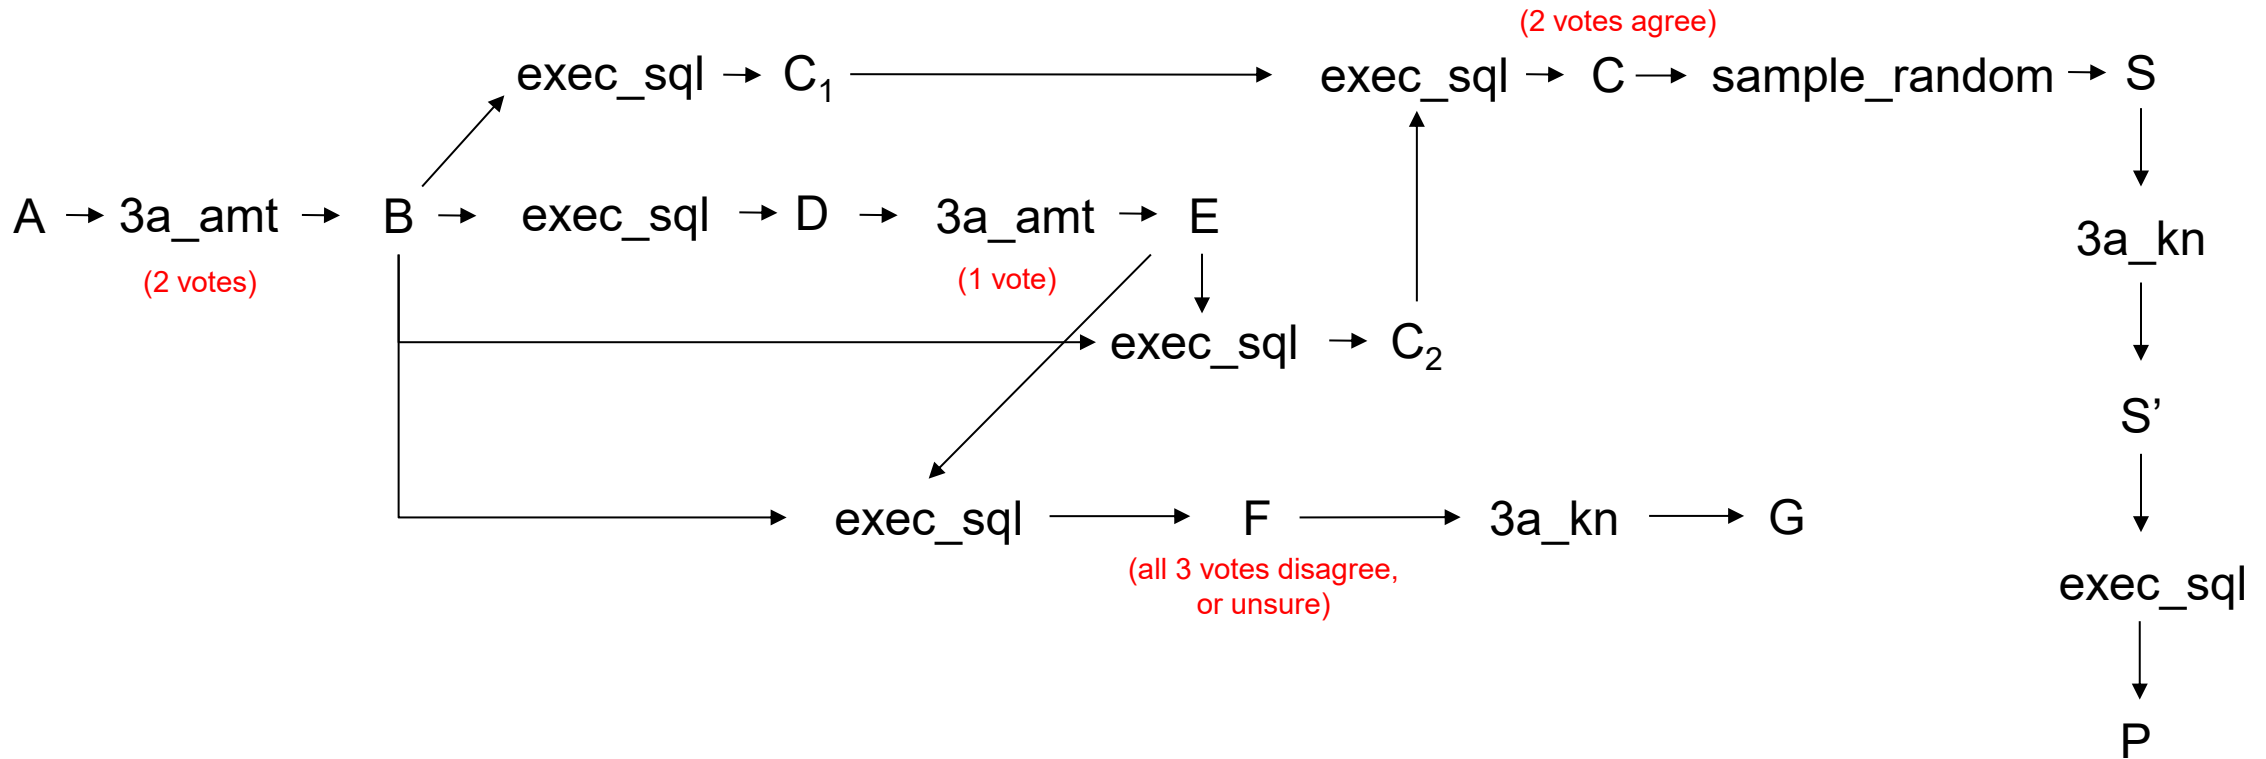 (2 votes agree)
exec_sql
C1
exec_sql
C
sample_random
S
A
3a_amt
B
exec_sql
D
3a_amt
E
3a_kn
(2 votes)
(1 vote)
exec_sql
C2
S’
exec_sql
F
3a_kn
G
(all 3 votes disagree,
or unsure)
exec_sql
P